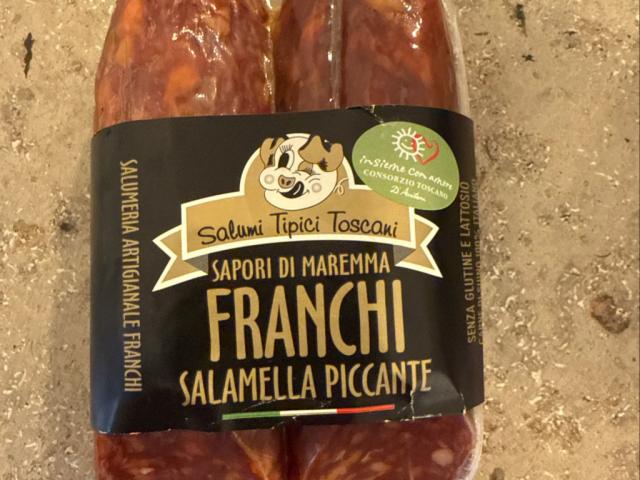 insieme con amore
CONSORZIO TOSCANO
Salumi Tipici Toscani
SAPORI DI MAREMMA
FRANCHI
SALAMELLA PICCANTE
SALUMERIA ARTIGIANALE FRANCHI
SENZA GLUTINE E LATTOSIO